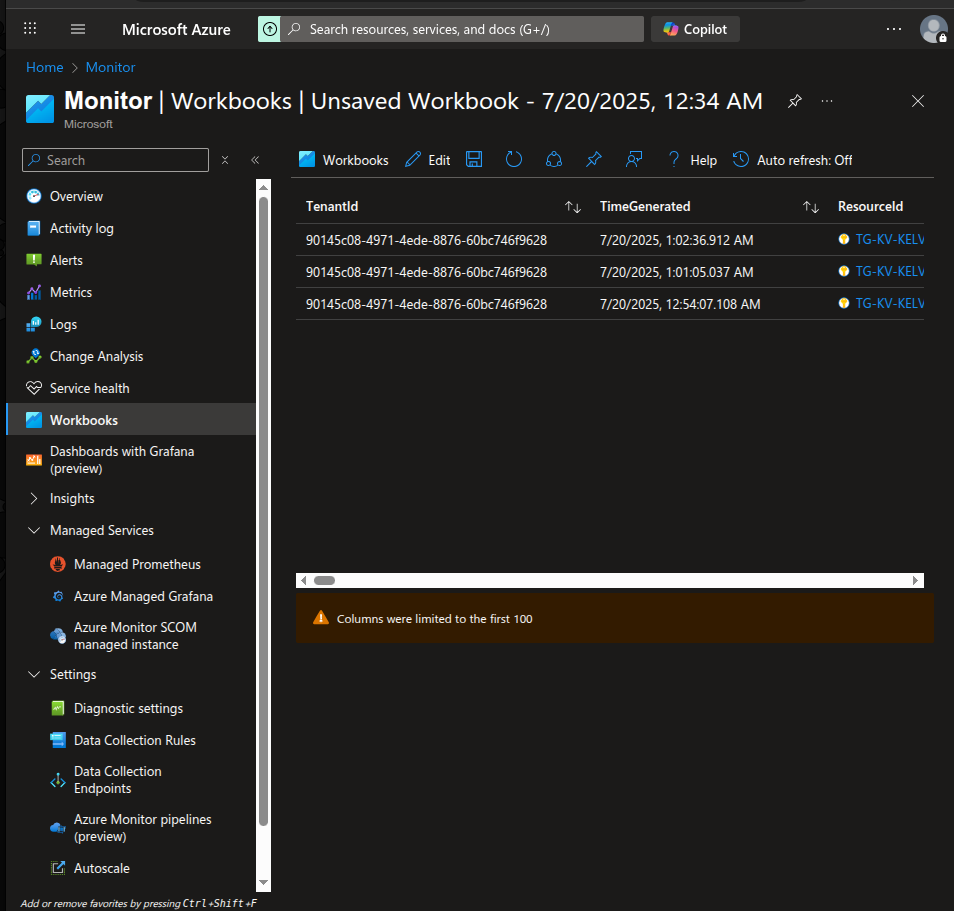 Microsoft Azure
Search resources, services, and docs (G+/)
Copilot
Home > Monitor
Monitor | Workbooks | Unsaved Workbook - 7/20/2025, 12:34 AM
Microsoft
Search
Overview
Activity log
Alerts
Metrics
Logs
Change Analysis
Service health
Workbooks
Dashboards with Grafana
(preview)
Insights
Managed Services
Managed Prometheus
Azure Managed Grafana
Azure Monitor SCOM
managed instance
Settings
Diagnostic settings
Data Collection Rules
Data Collection
Endpoints
Azure Monitor pipelines
(preview)
Autoscale
Add or remove favorites by pressing Ctrl+Shift+F
Workbooks Edit Help Auto refresh: Off
TenantId TimeGenerated ResourceId
90145c08-4971-4ede-8876-60bc746f9628 7/20/2025, 1:02:36.912 AM TG-KV-KELV
90145c08-4971-4ede-8876-60bc746f9628 7/20/2025, 1:01:05.037 AM TG-KV-KELV
90145c08-4971-4ede-8876-60bc746f9628 7/20/2025, 12:54:07.108 AM TG-KV-KELV
Columns were limited to the first 100